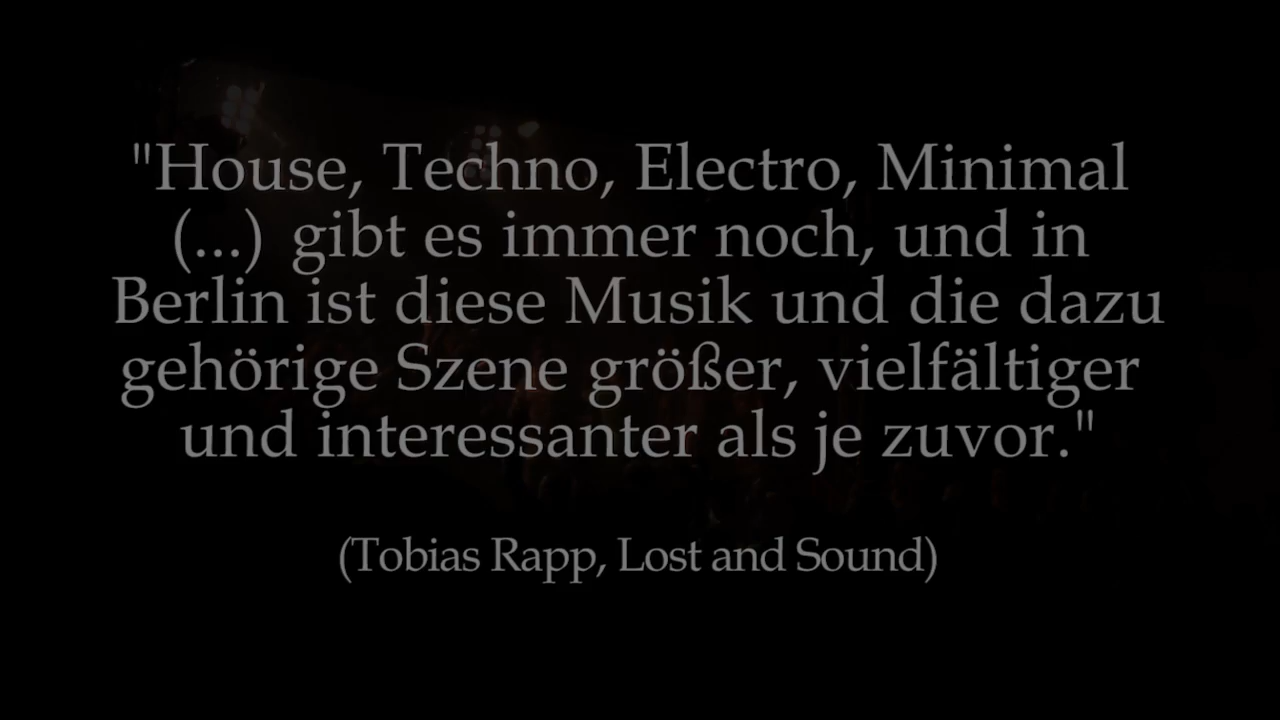 "House, Techno, Electro, Minimal
(...)  gibt es immer noch, und in
Berlin ist diese Musik und die dazu
gehörige Szene größer, vielfältiger
und interessanter als je zuvor."
(Tobias Rapp, Lost and Sound)